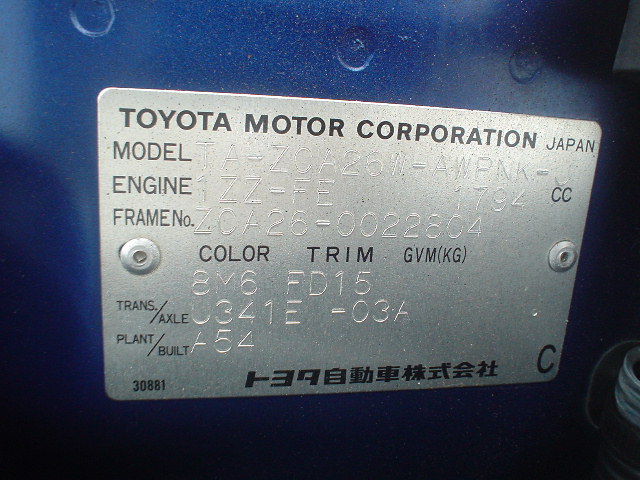 TOYOTA MOTOR CORPORATION JAPAN
MODEL TA-ZCA26W-AWPNK-
ENGINE 1ZZ-FE 1794 CC
FRAME No. ZCA26-0022804
COLOR TRIM GVM(KG)
8M6 FD15
TRANS./AXLE U341E -03A
PLANT/BUILT A54
30881 トヨタ自動車株式会社 C